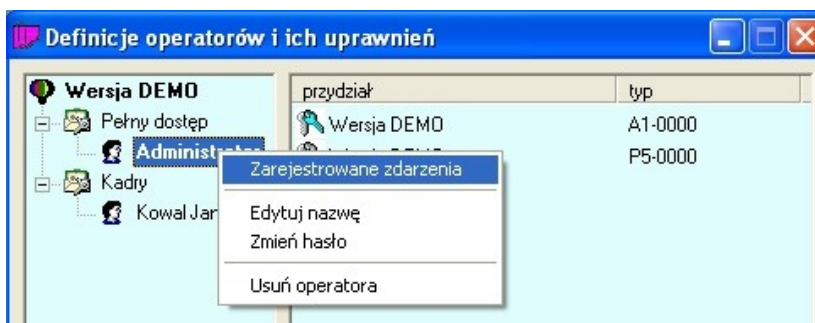 Definicje operatorów i ich uprawnień
Wersja DEMO
przydział typ
Pełny dostęp
Wersja DEMO A1-0000
P5-0000
Zarejestrowane zdarzenia
Kadry
Kowal
Edytuj nazwę
Zmień hasło
Usuń operatora